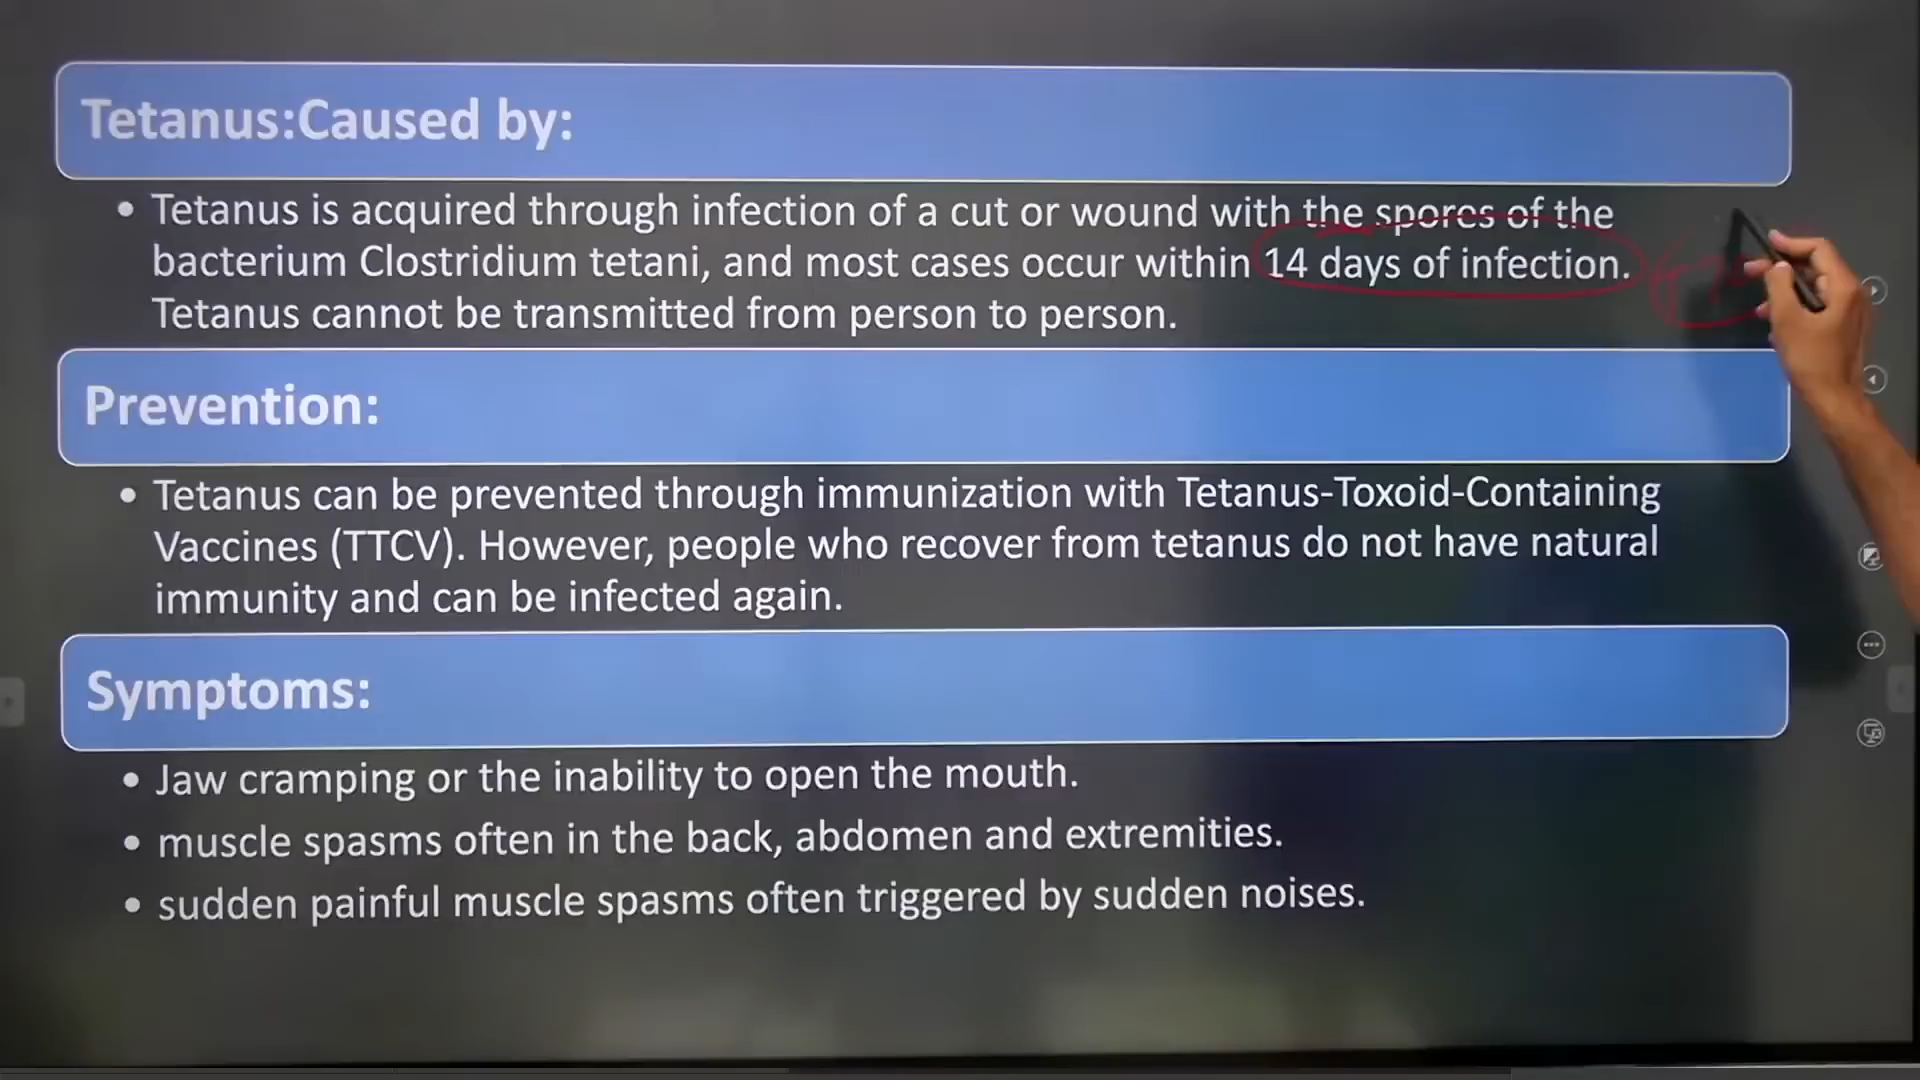 Tetanus:Caused by:
• Tetanus is acquired through infection of a cut or wound with the spores of the
bacterium Clostridium tetani, and most cases occur within 14 days of infection.
Tetanus cannot be transmitted from person to person.
Prevention:
• Tetanus can be prevented through immunization with Tetanus-Toxoid-Containing
Vaccines (TTCV). However, people who recover from tetanus do not have natural
immunity and can be infected again.
Symptoms:
• Jaw cramping or the inability to open the mouth.
• muscle spasms often in the back, abdomen and extremities.
• sudden painful muscle spasms often triggered by sudden noises.